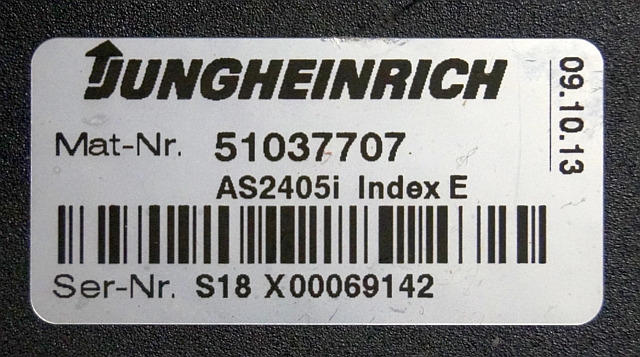 JUNGHEINRICH
Mat-Nr. 51037707
AS2405i Index E
Ser-Nr. S18 X00069142
09.10.13